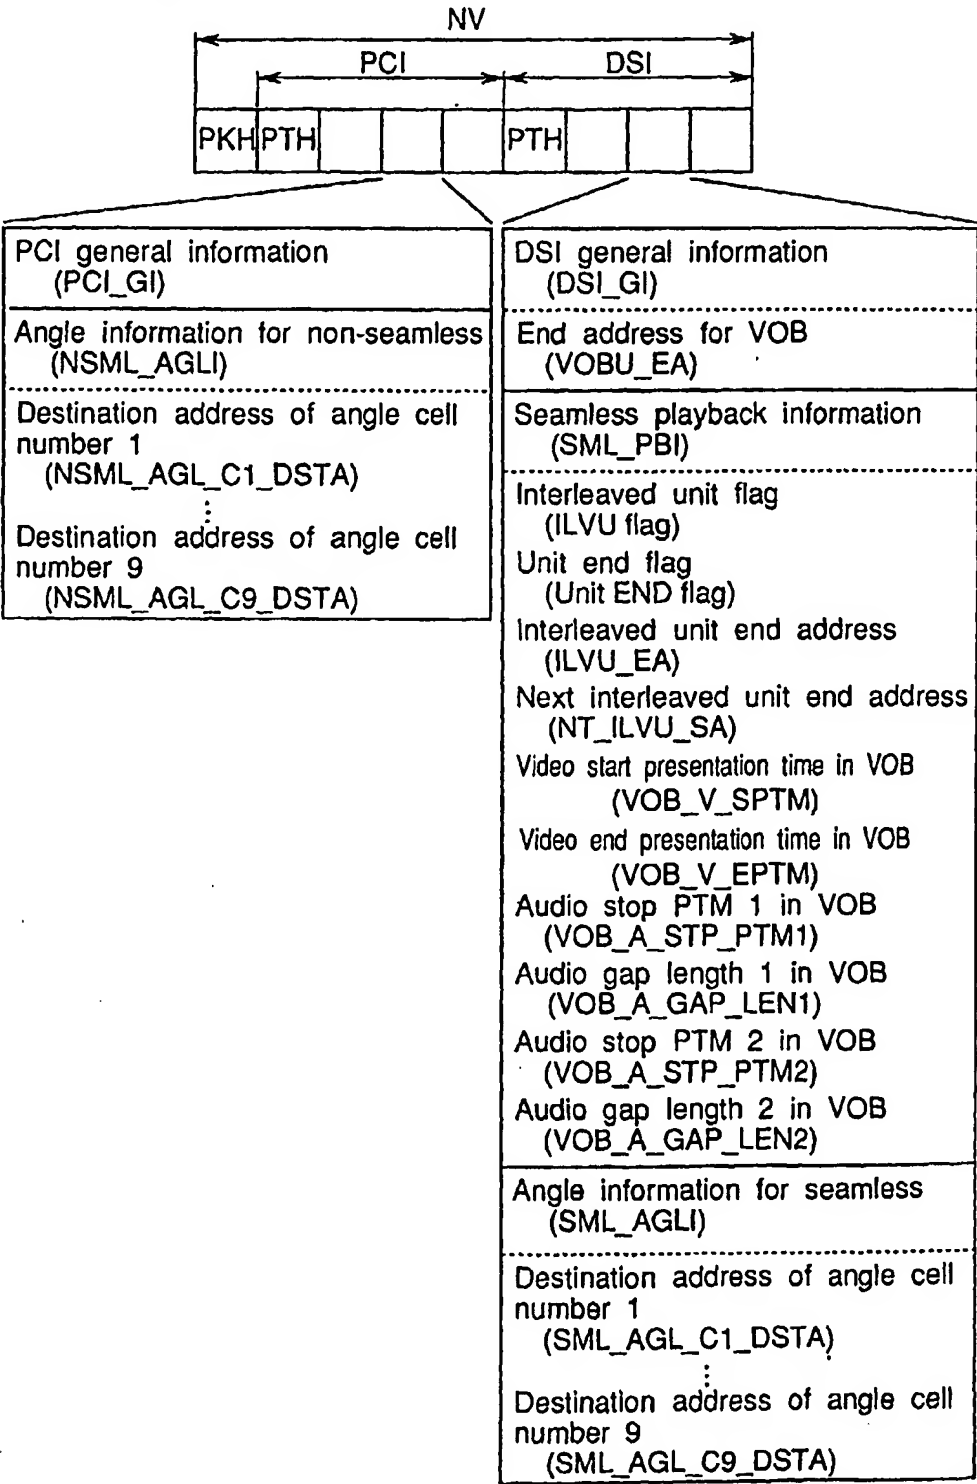 NV
PCI
DSI
PKH PTH PTH
PCI general information
(PCI_GI)
Angle information for non-seamless
(NSML_AGLI)
Destination address of angle cell
number 1
(NSML_AGL_C1_DSTA)
Destination address of angle cell
number 9
(NSML_AGL_C9_DSTA)
DSI general information
(DSI_GI)
End address for VOB
(VOBU_EA)
Seamless playback information
(SML_PBI)
Interleaved unit flag
(ILVU flag)
Unit end flag
(Unit END flag)
Interleaved unit end address
(ILVU_EA)
Next interleaved unit end address
(NT_ILVU_SA)
Video start presentation time in VOB
(VOB_V_SPTM)
Video end presentation time in VOB
(VOB_V_EPTM)
Audio stop PTM 1 in VOB
(VOB_A_STP_PTM1)
Audio gap length 1 in VOB
(VOB_A_GAP_LEN1)
Audio stop PTM 2 in VOB
(VOB_A_STP_PTM2)
Audio gap length 2 in VOB
(VOB_A_GAP_LEN2)
Angle information for seamless
(SML_AGLI)
Destination address of angle cell
number 1
(SML_AGL_C1_DSTA)
Destination address of angle cell
number 9
(SML_AGL_C9_DSTA)